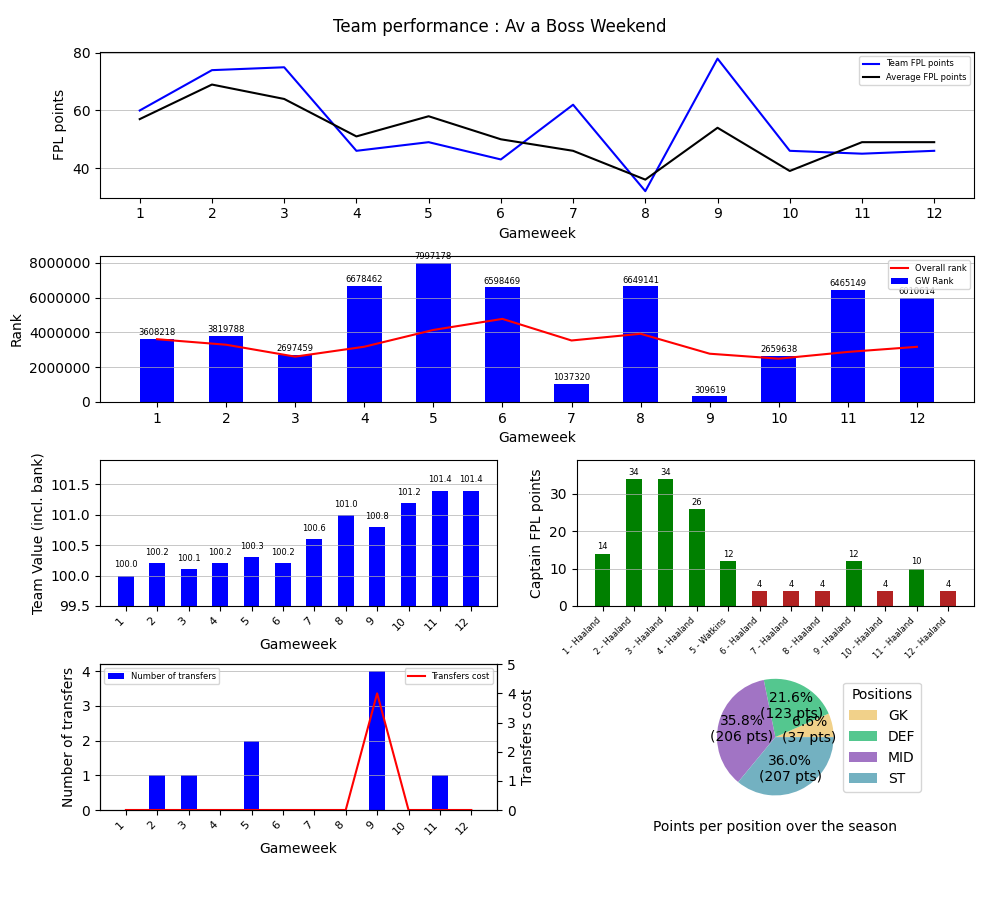 Team performance : Av a Boss Weekend
80
60
40
FPL points
Team FPL points
Average FPL points
1 2 3 4 5 6 7 8 9 10 11 12
Gameweek
8000000
6000000
4000000
2000000
0
Rank
3608218 3819788 2697459 6678462 7997178 6598469 1037320 6649141 309619 2659638 6465149 6010614
Overall rank
GW Rank
1 2 3 4 5 6 7 8 9 10 11 12
Gameweek
101.5
101.0
100.5
100.0
99.5
Team Value (incl. bank)
100.0 100.2 100.1 100.2 100.3 100.2 100.6 101.0 100.8 101.2 101.4 101.4
1 2 3 4 5 6 7 8 9 10 11 12
Gameweek
30
20
10
0
Captain FPL points
14 34 34 26 12 4 4 4 12 4 10 4
1 - Haaland
2 - Haaland
3 - Haaland
4 - Haaland
5 - Watkins
6 - Haaland
7 - Haaland
8 - Haaland
9 - Haaland
10 - Haaland
11 - Haaland
12 - Haaland
4
3
2
1
0
Number of transfers
Number of transfers
Transfers cost
5
4
3
2
1
0
Transfers cost
1 2 3 4 5 6 7 8 9 10 11 12
Gameweek
21.6%
(123 pts)
35.8%
(206 pts)
6.6%
(37 pts)
36.0%
(207 pts)
Positions
GK
DEF
MID
ST
Points per position over the season